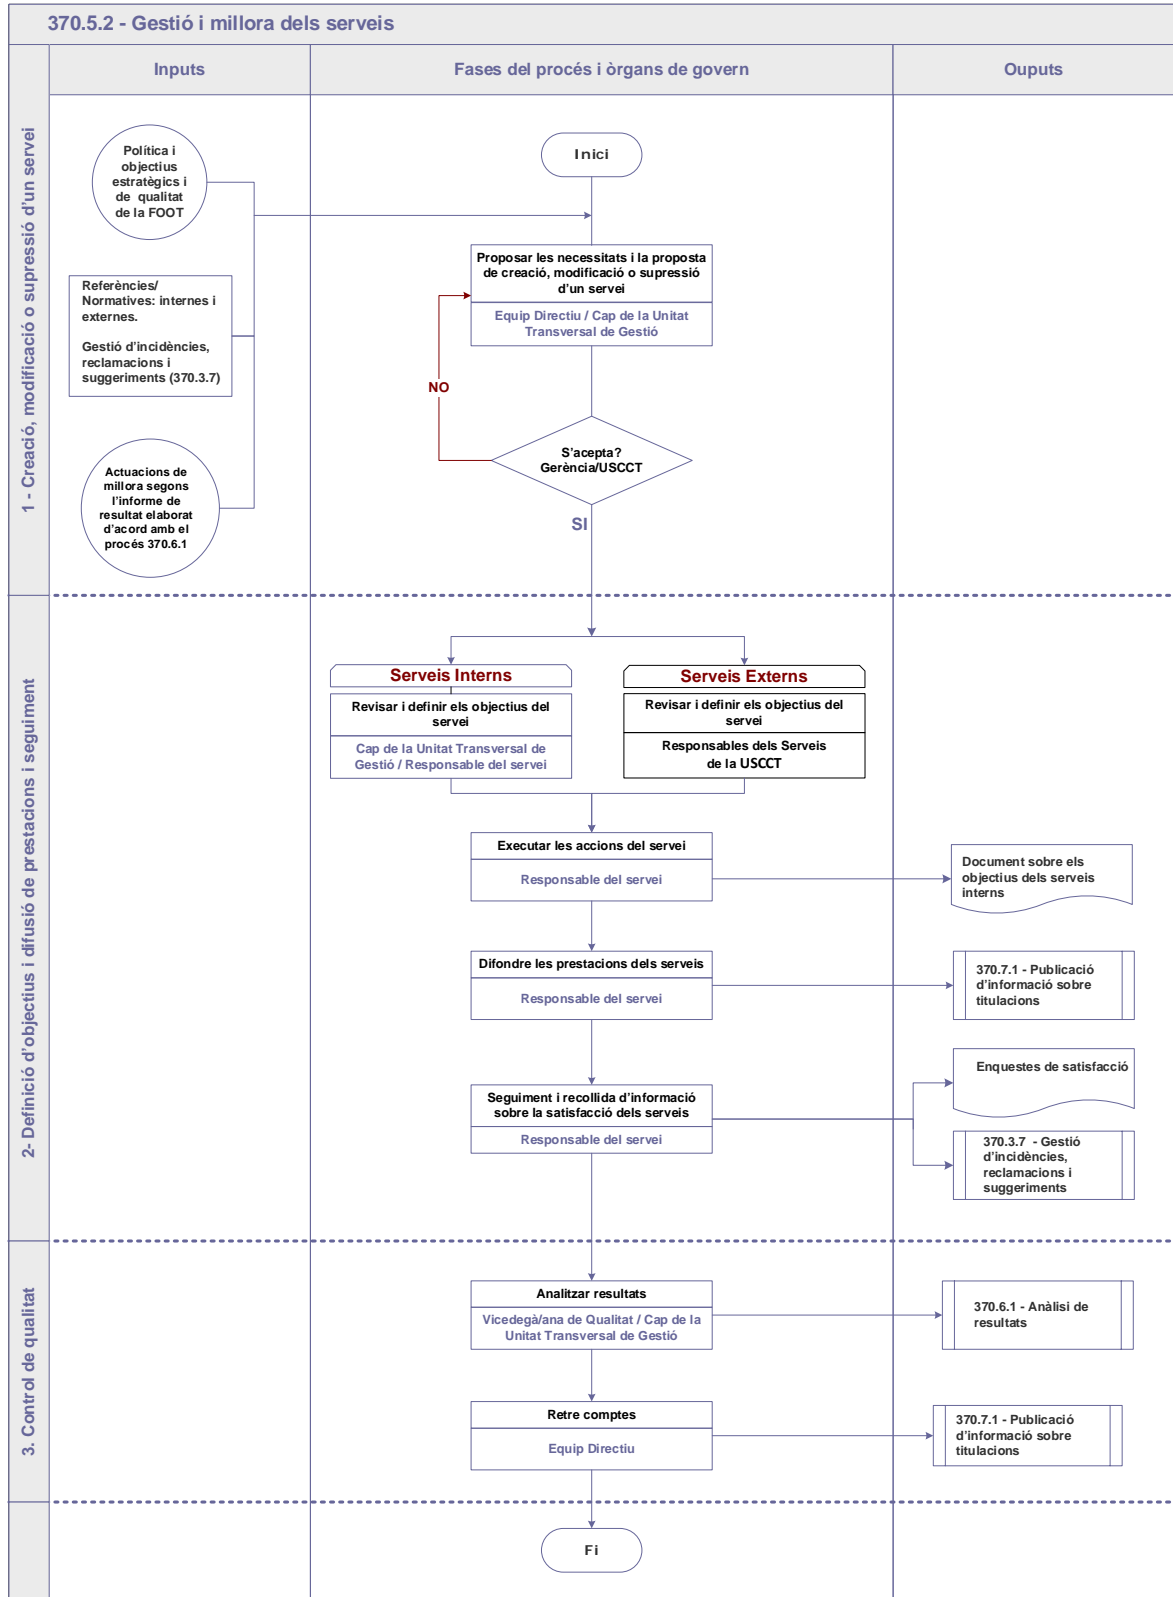 370.5.2 - Gestió i millora dels serveis
Inputs
Fases del procés i òrgans de govern
Ouputs
1 - Creació, modificació o supressió d'un servei
Política i
objectius
estratègics i
de qualitat
de la FOOT
Referències/
Normatives: internes i
externes.
Gestió d'incidències,
reclamacions i
suggeriments (370.3.7)
Actuacions de
millora segons
l'informe de
resultat elaborat
d'acord amb el
procés 370.6.1
Inici
Proposar les necessitats i la proposta
de creació, modificació o supressió
d'un servei
Equip Directiu / Cap de la Unitat
Transversal de Gestió
NO
S'acepta?
Gerència/USCCT
SI
2- Definició d'objectius i difusió de prestacions i seguiment
Serveis Interns
Revisar i definir els objectius del
servei
Cap de la Unitat Transversal de
Gestió / Responsable del servei
Serveis Externs
Revisar i definir els objectius del
servei
Responsables dels Serveis
de la USCCT
Executar les accions del servei
Responsable del servei
Document sobre els
objectius dels serveis
interns
Difondre les prestacions dels serveis
Responsable del servei
370.7.1 - Publicació
d'informació sobre
titulacions
Seguiment i recollida d'informació
sobre la satisfacció dels serveis
Responsable del servei
Enquestes de satisfacció
370.3.7 - Gestió
d'incidències,
reclamacions i
suggeriments
3. Control de qualitat
Analitzar resultats
Vicedegà/ana de Qualitat / Cap de la
Unitat Transversal de Gestió
370.6.1 - Anàlisi de
resultats
Retre comptes
Equip Directiu
370.7.1 - Publicació
d'informació sobre
titulacions
Fi